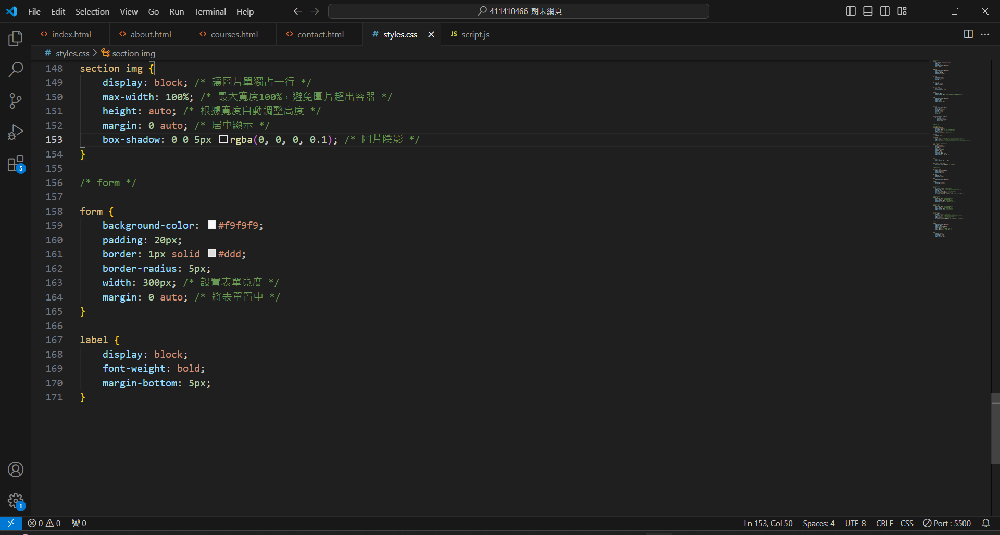 File Edit Selection View Go Run Terminal Help 411410466_期末網頁
index.html about.html courses.html contact.html # styles.css JS script.js
# styles.css section img
148 section img {
149 display: block; /* 讓圖片單獨占一行 */
150 max-width: 100%; /* 最大寬度100%，避免圖片超出容器 */
151 height: auto; /* 根據寬度自動調整高度 */
152 margin: 0 auto; /* 居中顯示 */
153 box-shadow: 0 0 5px rgba(0, 0, 0, 0.1); /* 圖片陰影 */
154 }
155
156 /* form */
157
158 form {
159 background-color: #f9f9f9;
160 padding: 20px;
161 border: 1px solid #ddd;
162 border-radius: 5px;
163 width: 300px; /* 設置表單寬度 */
164 margin: 0 auto; /* 將表單置中 */
165 }
166
167 label {
168 display: block;
169 font-weight: bold;
170 margin-bottom: 5px;
171 }
5
1
0 0 0 Ln 153, Col 50 Spaces: 4 UTF-8 CRLF CSS Port : 5500